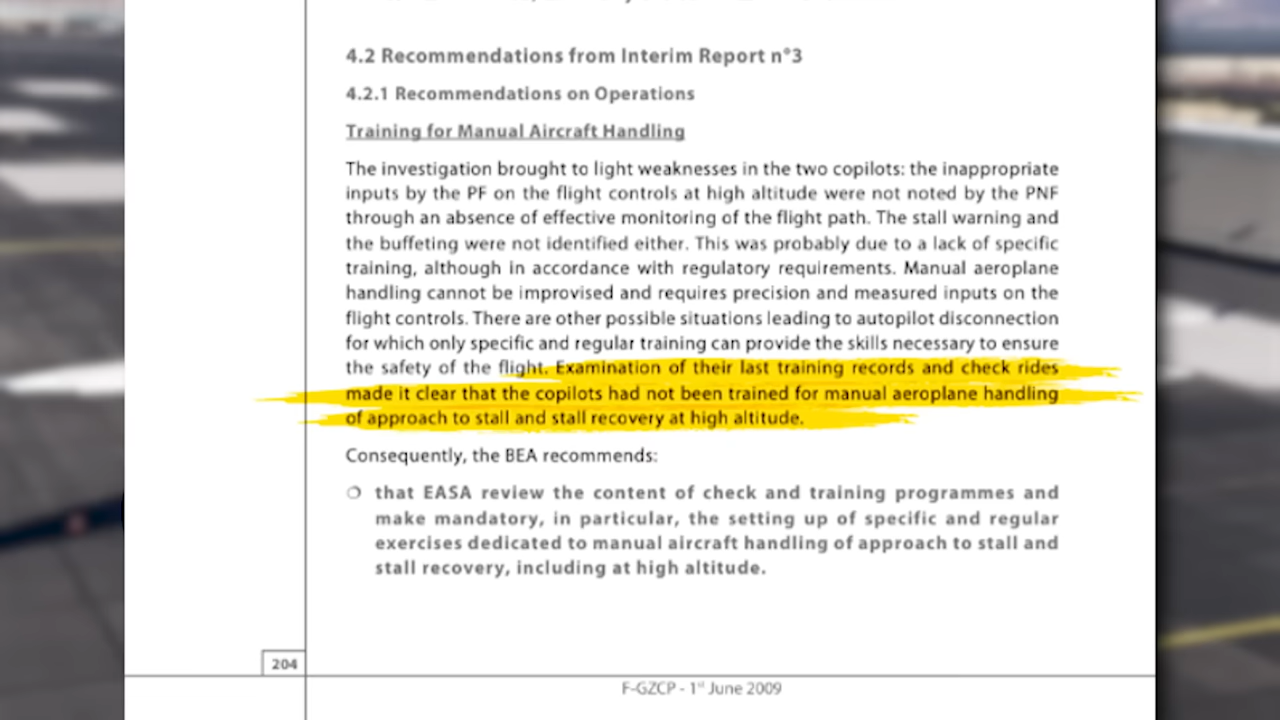 4.2 Recommendations from Interim Report n°3
4.2.1 Recommendations on Operations
Training for Manual Aircraft Handling
The investigation brought to light weaknesses in the two copilots: the inappropriate
inputs by the PF on the flight controls at high altitude were not noted by the PNF
through an absence of effective monitoring of the flight path. The stall warning and
the buffeting were not identified either. This was probably due to a lack of specific
training, although in accordance with regulatory requirements. Manual aeroplane
handling cannot be improvised and requires precision and measured inputs on the
flight controls. There are other possible situations leading to autopilot disconnection
for which only specific and regular training can provide the skills necessary to ensure
the safety of the flight. Examination of their last training records and check rides
made it clear that the copilots had not been trained for manual aeroplane handling
of approach to stall and stall recovery at high altitude.
Consequently, the BEA recommends:
❍ that EASA review the content of check and training programmes and
make mandatory, in particular, the setting up of specific and regular
exercises dedicated to manual aircraft handling of approach to stall and
stall recovery, including at high altitude.
204
F-GZCP - 1st June 2009